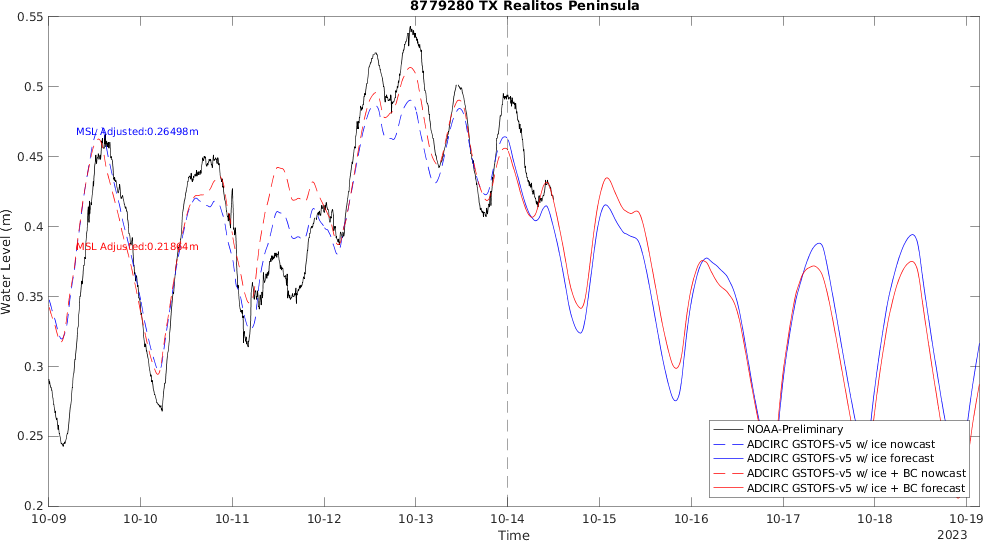 8779280 TX Realitos Peninsula
Water Level (m)
0.55
0.5
0.45
0.4
0.35
0.3
0.25
0.2
MSL Adjusted:0.26498m
MSL Adjusted:0.21864m
NOAA-Preliminary
ADCIRC GSTOFS-v5 w/ ice nowcast
ADCIRC GSTOFS-v5 w/ ice forecast
ADCIRC GSTOFS-v5 w/ ice + BC nowcast
ADCIRC GSTOFS-v5 w/ ice + BC forecast
10-09 10-10 10-11 10-12 10-13 10-14 10-15 10-16 10-17 10-18 10-19
Time
2023